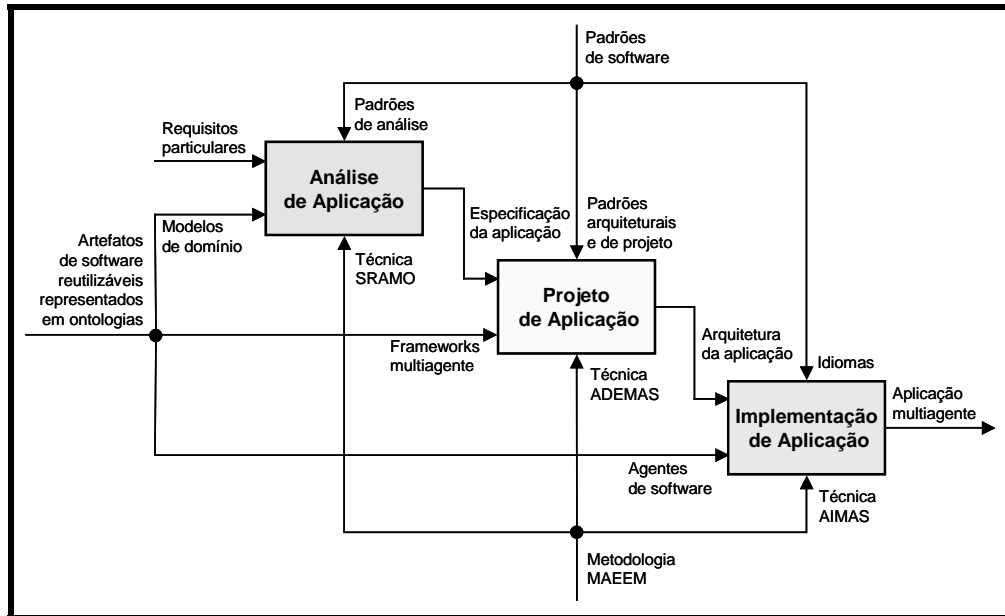 Padrões
de software
Padrões
de análise
Requisitos
particulares
Análise
de Aplicação
Modelos
de domínio
Técnica
SRAMO
Especificação
da aplicação
Padrões
arquiteturais
e de projeto
Artefatos
de software
reutilizáveis
representados
em ontologias
Projeto
de Aplicação
Frameworks
multiagente
Técnica
ADEMAS
Arquitetura
da aplicação
Idiomas
Implementação
de Aplicação
Aplicação
multiagente
Agentes
de software
Técnica
AIMAS
Metodologia
MAEEM